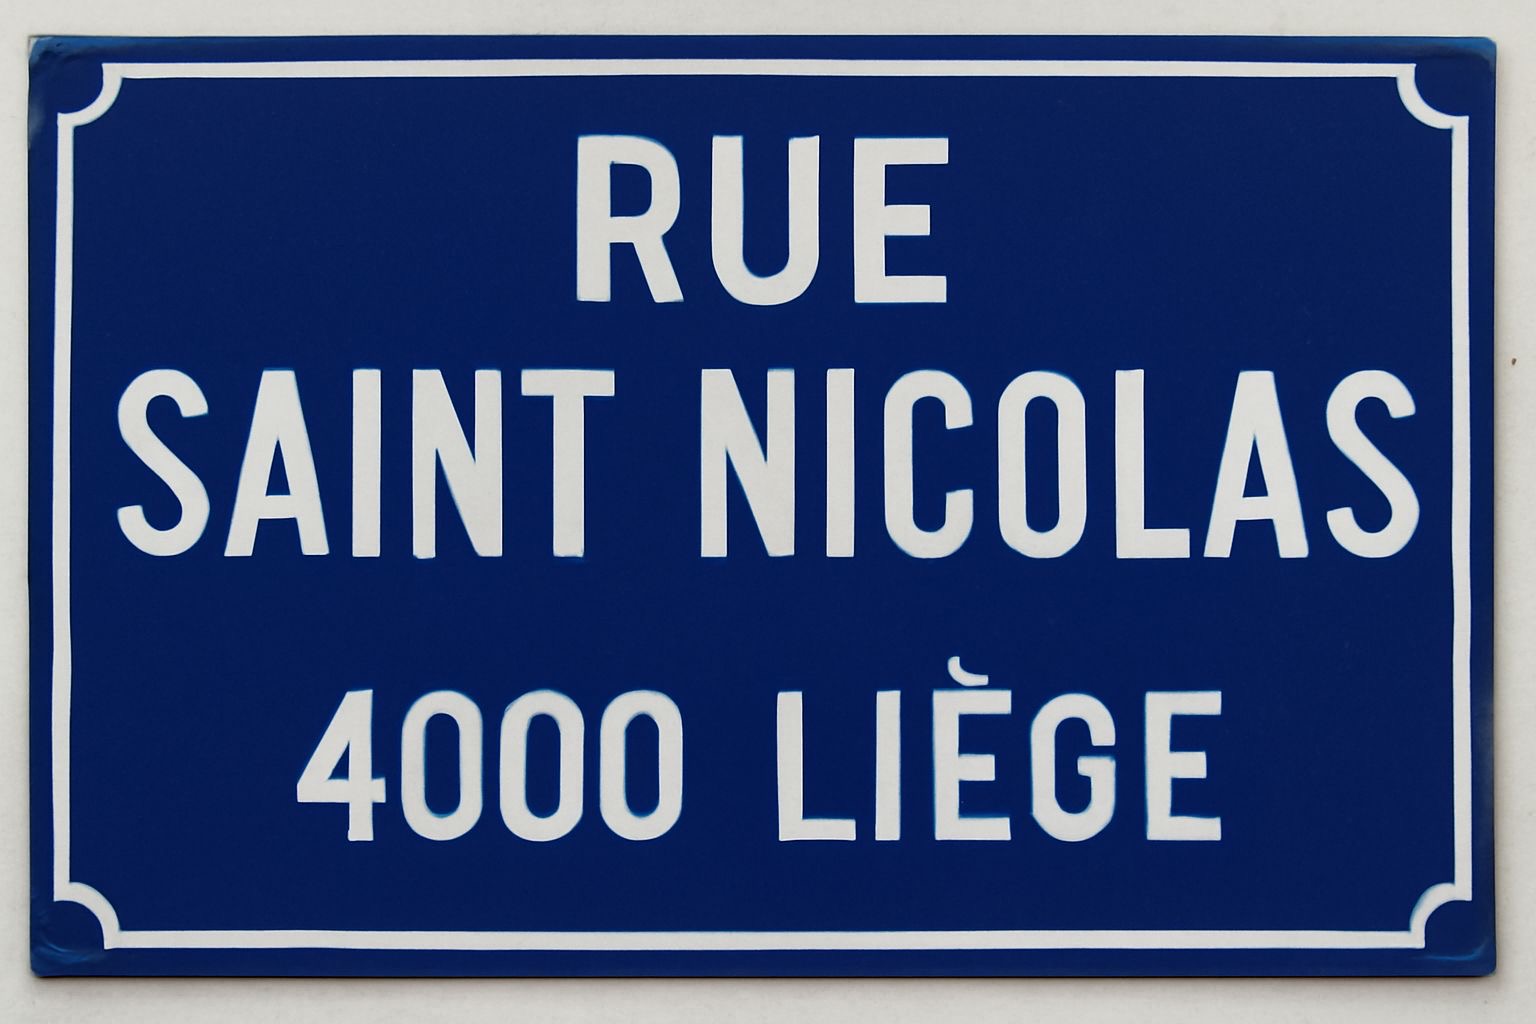 RUE
SAINT NICOLAS
4000 LIÈGE